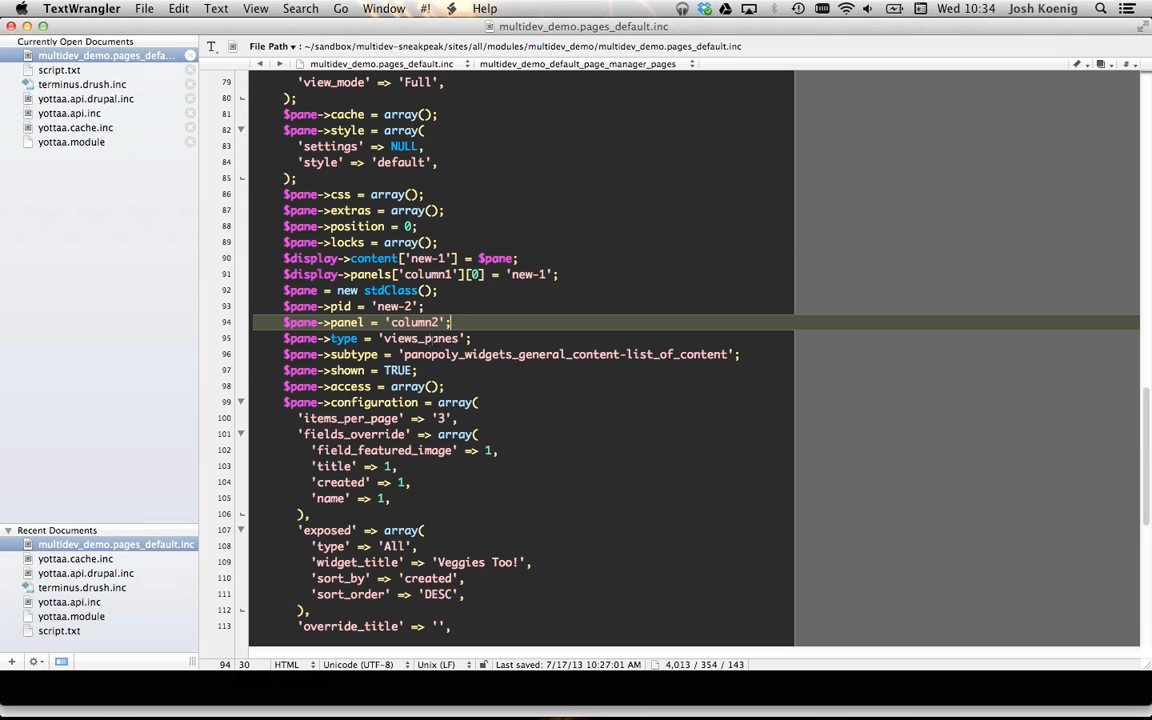 TextWrangler File Edit Text View Search Go Window #! Help Wed 10:34 Josh Koenig
multidev_demo.pages_default.inc
Currently Open Documents
multidev_demo.pages_defa...
script.txt
terminus.drush.inc
yottaa.api.drupal.inc
yottaa.api.inc
yottaa.cache.inc
yottaa.module
File Path ▾ : ~/sandbox/multidev-sneakpeak/sites/all/modules/multidev_demo/multidev_demo.pages_default.inc
multidev_demo.pages_default.inc multidev_demo_default_page_manager_pages
79 'view_mode' => 'Full',
80 );
81 $pane->cache = array();
82 $pane->style = array(
83 'settings' => NULL,
84 'style' => 'default',
85 );
86 $pane->css = array();
87 $pane->extras = array();
88 $pane->position = 0;
89 $pane->locks = array();
90 $display->content['new-1'] = $pane;
91 $display->panels['column1'][0] = 'new-1';
92 $pane = new stdClass();
93 $pane->pid = 'new-2';
94 $pane->panel = 'column2';
95 $pane->type = 'views_panes';
96 $pane->subtype = 'panopoly_widgets_general_content-list_of_content';
97 $pane->shown = TRUE;
98 $pane->access = array();
99 $pane->configuration = array(
100 'items_per_page' => '3',
101 'fields_override' => array(
102 'field_featured_image' => 1,
103 'title' => 1,
104 'created' => 1,
105 'name' => 1,
106 ),
107 'exposed' => array(
108 'type' => 'All',
109 'widget_title' => 'Veggies Too!',
110 'sort_by' => 'created',
111 'sort_order' => 'DESC',
112 ),
113 'override_title' => '',
Recent Documents
multidev_demo.pages_default.inc
yottaa.cache.inc
yottaa.api.drupal.inc
terminus.drush.inc
yottaa.api.inc
yottaa.module
script.txt
94 30 HTML Unicode (UTF-8) Unix (LF) Last saved: 7/17/13 10:27:01 AM 4,013 / 354 / 143